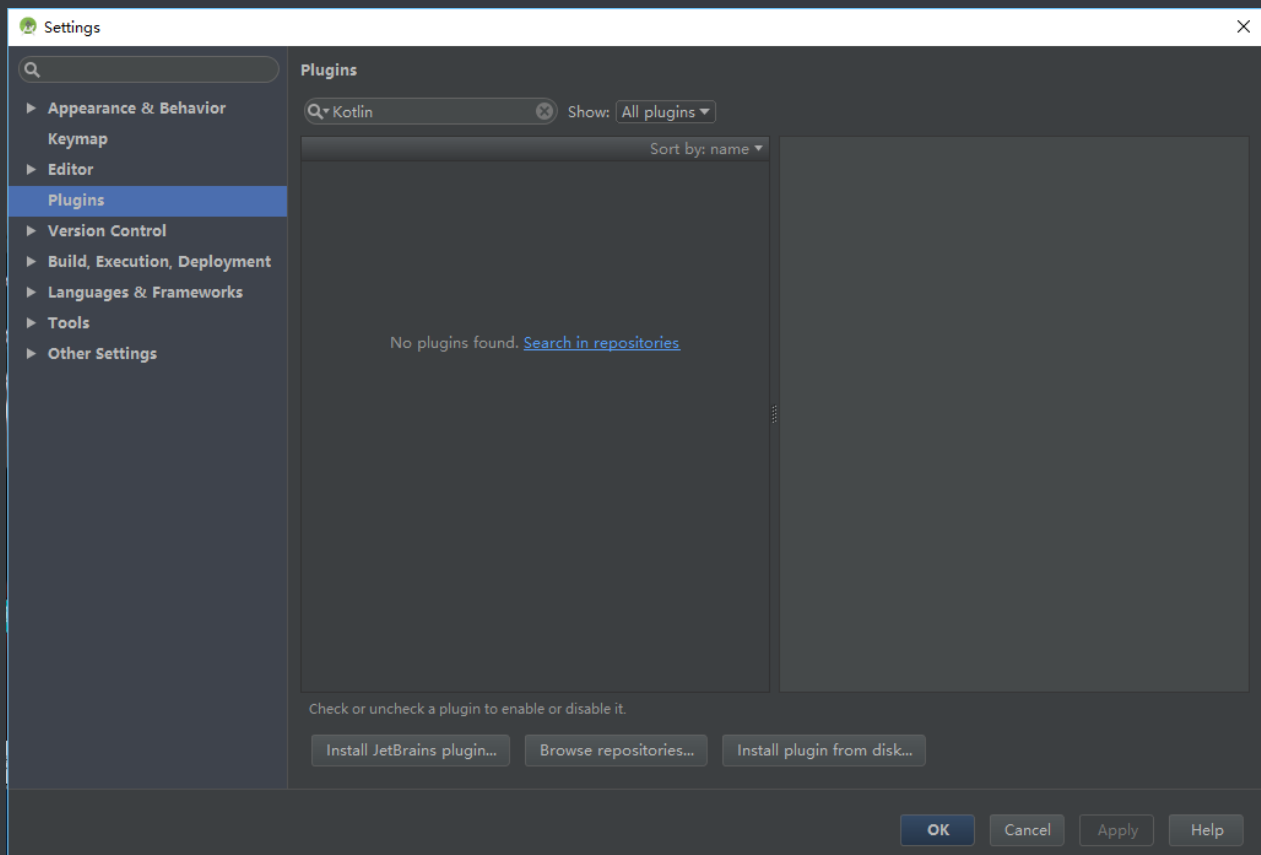 Settings
Plugins
Kotlin
Show: All plugins
Appearance & Behavior
Keymap
Editor
Plugins
Version Control
Build, Execution, Deployment
Languages & Frameworks
Tools
Other Settings
Sort by: name
No plugins found. Search in repositories
Check or uncheck a plugin to enable or disable it.
Install JetBrains plugin... Browse repositories... Install plugin from disk...
OK Cancel Apply Help